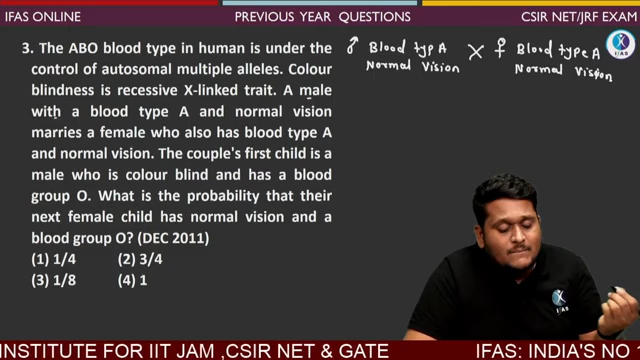 IFAS ONLINE PREVIOUS YEAR QUESTIONS CSIR NET/JRF EXAM
3. The ABO blood type in human is under the
control of autosomal multiple alleles. Colour
blindness is recessive X-linked trait. A male
with a blood type A and normal vision
marries a female who also has blood type A
and normal vision. The couple's first child is a
male who is colour blind and has a blood
group O. What is the probability that their
next female child has normal vision and a
blood group O? (DEC 2011)
(1) 1/4 (2) 3/4
(3) 1/8 (4) 1
♂ Blood typA × ♀ Blood type A
Normal Vision Normal Vision
IFAS
INSTITUTE FOR IIT JAM ,CSIR NET & GATE IFAS: INDIA'S NO 1